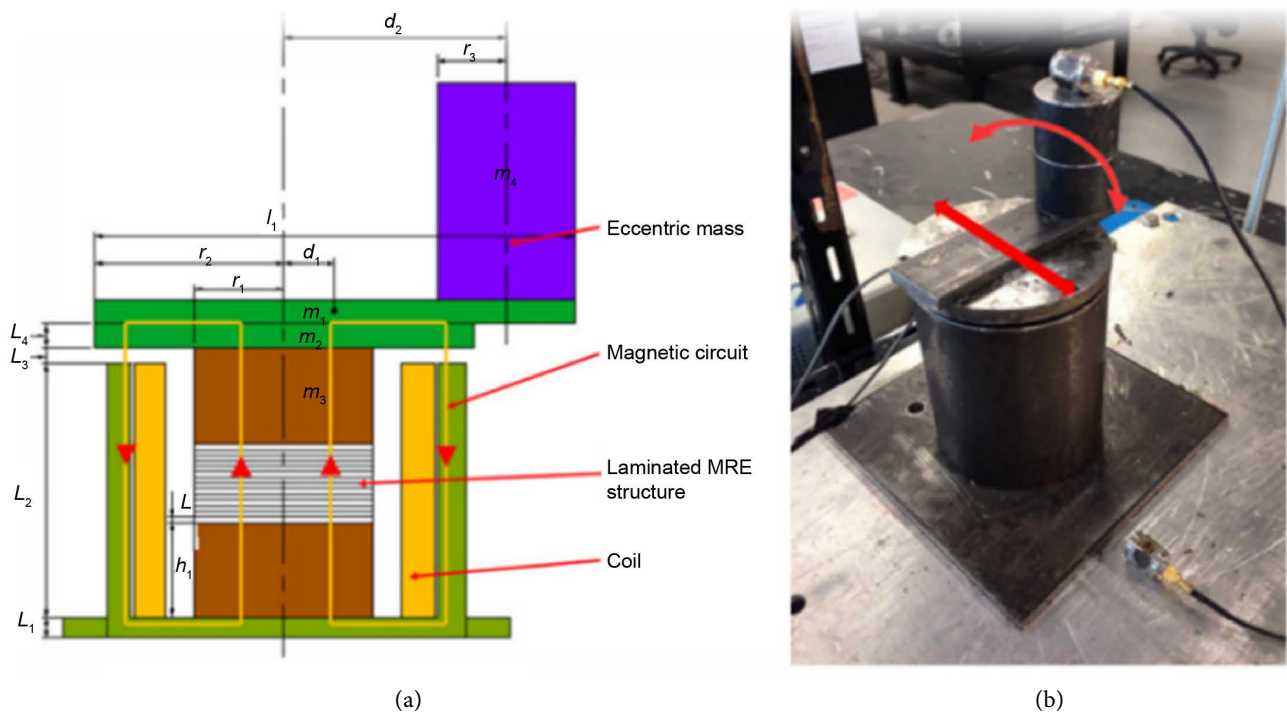 d2
r3
m4
l1
Eccentric mass
r2
d1
r1
m1
L4
m2
L3
Magnetic circuit
m3
L2
Laminated MRE
structure
L
h1
Coil
L1
(a)
(b)